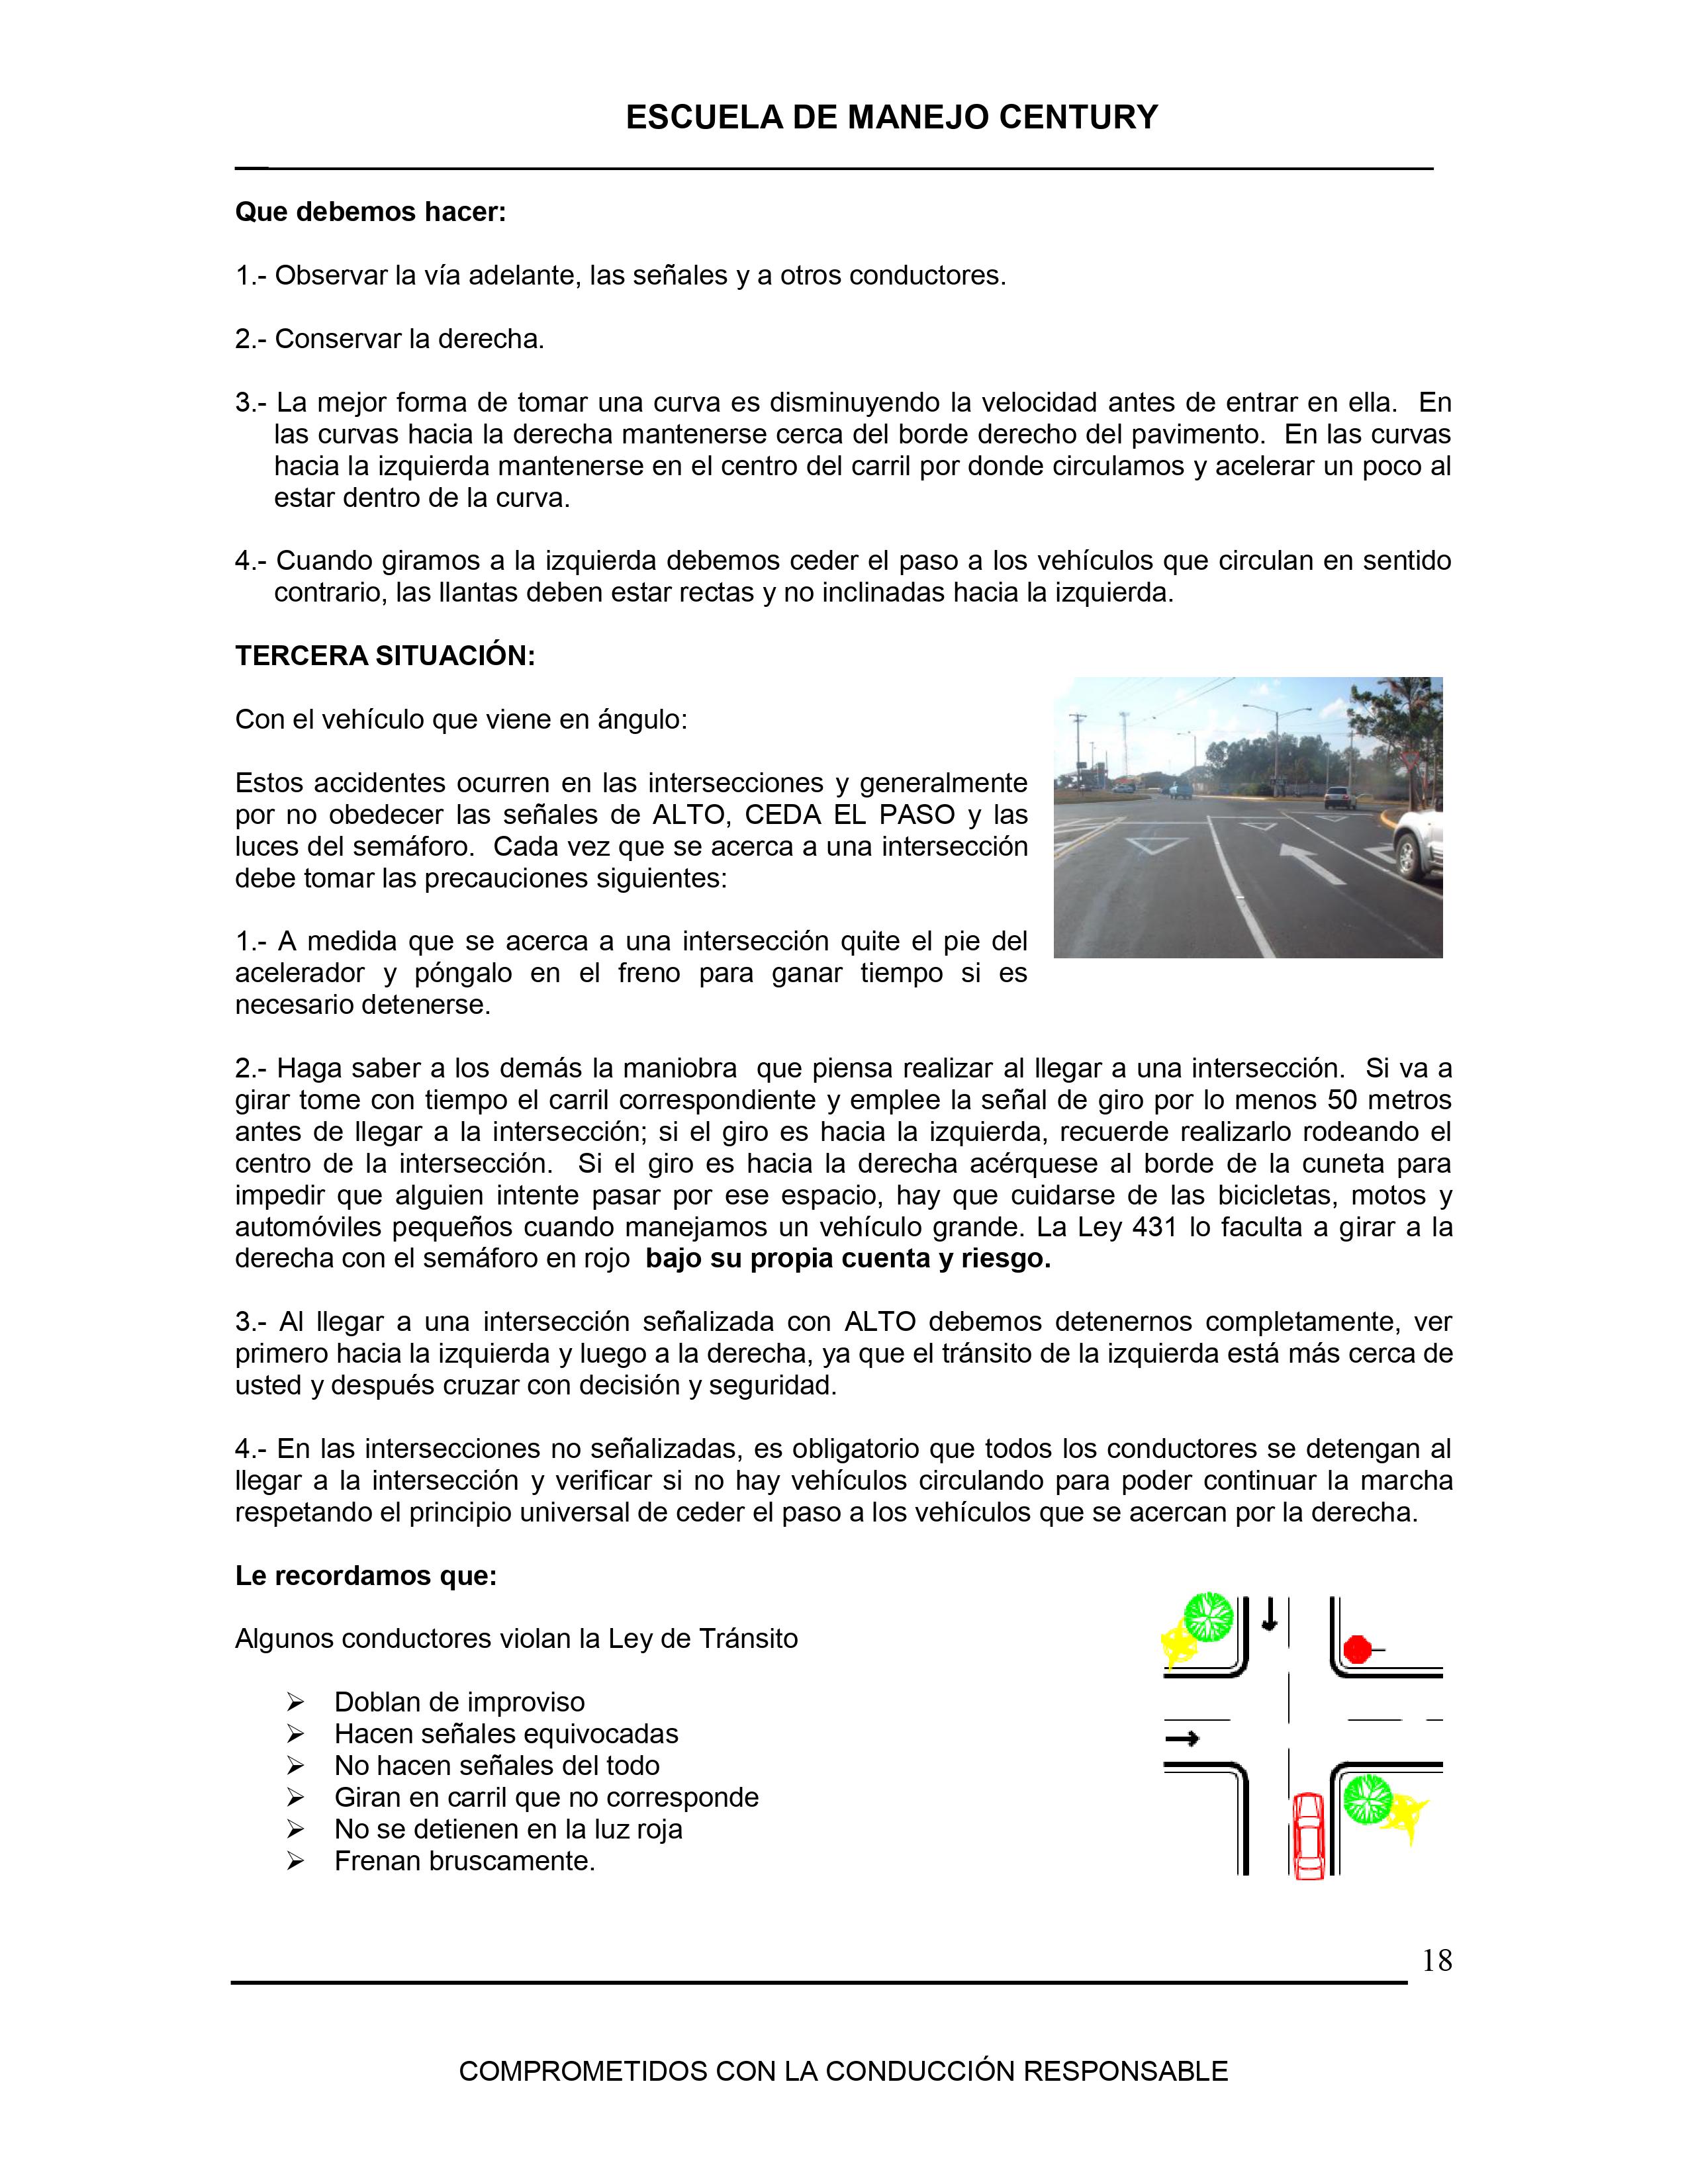 ESCUELA DE MANEJO CENTURY
Que debemos hacer:
1.- Observar la vía adelante, las señales y a otros conductores.
2.- Conservar la derecha.
3.- La mejor forma de tomar una curva es disminuyendo la velocidad antes de entrar en ella. En
las curvas hacia la derecha mantenerse cerca del borde derecho del pavimento. En las curvas
hacia la izquierda mantenerse en el centro del carril por donde circulamos y acelerar un poco al
estar dentro de la curva.
4.- Cuando giramos a la izquierda debemos ceder el paso a los vehículos que circulan en sentido
contrario, las llantas deben estar rectas y no inclinadas hacia la izquierda.
TERCERA SITUACIÓN:
Con el vehículo que viene en ángulo:
Estos accidentes ocurren en las intersecciones y generalmente
por no obedecer las señales de ALTO, CEDA EL PASO y las
luces del semáforo. Cada vez que se acerca a una intersección
debe tomar las precauciones siguientes:
1.- A medida que se acerca a una intersección quite el pie del
acelerador y póngalo en el freno para ganar tiempo si es
necesario detenerse.
2.- Haga saber a los demás la maniobra que piensa realizar al llegar a una intersección. Si va a
girar tome con tiempo el carril correspondiente y emplee la señal de giro por lo menos 50 metros
antes de llegar a la intersección; si el giro es hacia la izquierda, recuerde realizarlo rodeando el
centro de la intersección. Si el giro es hacia la derecha acérquese al borde de la cuneta para
impedir que alguien intente pasar por ese espacio, hay que cuidarse de las bicicletas, motos y
automóviles pequeños cuando manejamos un vehículo grande. La Ley 431 lo faculta a girar a la
derecha con el semáforo en rojo bajo su propia cuenta y riesgo.
3.- Al llegar a una intersección señalizada con ALTO debemos detenernos completamente, ver
primero hacia la izquierda y luego a la derecha, ya que el tránsito de la izquierda está más cerca de
usted y después cruzar con decisión y seguridad.
4.- En las intersecciones no señalizadas, es obligatorio que todos los conductores se detengan al
llegar a la intersección y verificar si no hay vehículos circulando para poder continuar la marcha
respetando el principio universal de ceder el paso a los vehículos que se acercan por la derecha.
Le recordamos que:
Algunos conductores violan la Ley de Tránsito
➢ Doblan de improviso
➢ Hacen señales equivocadas
➢ No hacen señales del todo
➢ Giran en carril que no corresponde
➢ No se detienen en la luz roja
➢ Frenan bruscamente.
18
COMPROMETIDOS CON LA CONDUCCIÓN RESPONSABLE